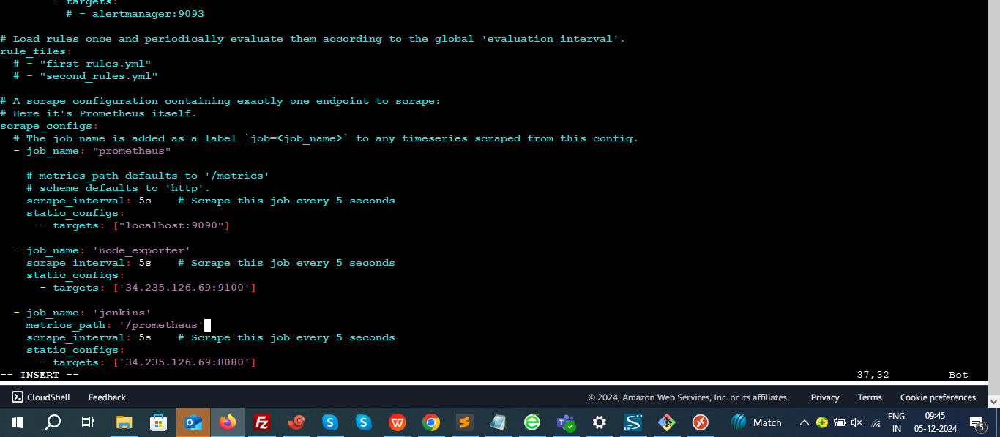 - targets:
# - alertmanager:9093
# Load rules once and periodically evaluate them according to the global 'evaluation_interval'.
rule_files:
# - "first_rules.yml"
# - "second_rules.yml"
# A scrape configuration containing exactly one endpoint to scrape:
# Here it's Prometheus itself.
scrape_configs:
# The job name is added as a label `job=<job_name>` to any timeseries scraped from this config.
- job_name: "prometheus"
# metrics_path defaults to '/metrics'
# scheme defaults to 'http'.
scrape_interval: 5s # Scrape this job every 5 seconds
static_configs:
- targets: ["localhost:9090"]
- job_name: 'node_exporter'
scrape_interval: 5s # Scrape this job every 5 seconds
static_configs:
- targets: ['34.235.126.69:9100']
- job_name: 'jenkins'
metrics_path: '/prometheus'
scrape_interval: 5s # Scrape this job every 5 seconds
static_configs:
- targets: ['34.235.126.69:8080']
-- INSERT -- 37,32 Bot
CloudShell Feedback © 2024, Amazon Web Services, Inc. or its affiliates. Privacy Terms Cookie preferences
Match ENG 09:45
IN 05-12-2024 5